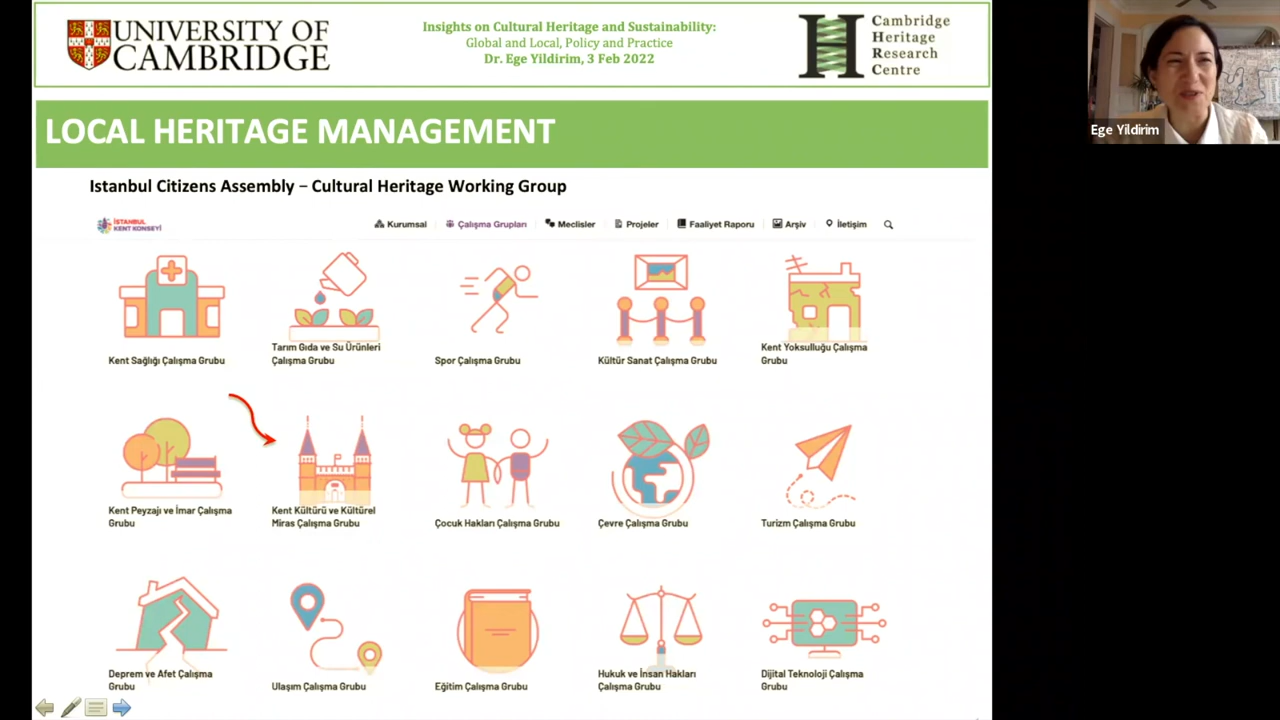 UNIVERSITY OF
CAMBRIDGE
Insights on Cultural Heritage and Sustainability:
Global and Local, Policy and Practice
Dr. Ege Yildirim, 3 Feb 2022
Cambridge
Heritage
Research
Centre
Ege Yildirim
LOCAL HERITAGE MANAGEMENT
Istanbul Citizens Assembly – Cultural Heritage Working Group
İSTANBUL
KENT KONSEYİ
Kurumsal
Çalışma Grupları
Meclisler
Projeler
Faaliyet Raporu
Arşiv
İletişim
Kent Sağlığı Çalışma Grubu
Tarım Gıda ve Su Ürünleri
Çalışma Grubu
Spor Çalışma Grubu
Kültür Sanat Çalışma Grubu
Kent Yoksulluğu Çalışma
Grubu
Kent Peyzajı ve İmar Çalışma
Grubu
Kent Kültürü ve Kültürel
Miras Çalışma Grubu
Çocuk Hakları Çalışma Grubu
Çevre Çalışma Grubu
Turizm Çalışma Grubu
Deprem ve Afet Çalışma
Grubu
Ulaşım Çalışma Grubu
Eğitim Çalışma Grubu
Hukuk ve İnsan Hakları
Çalışma Grubu
Dijital Teknoloji Çalışma
Grubu